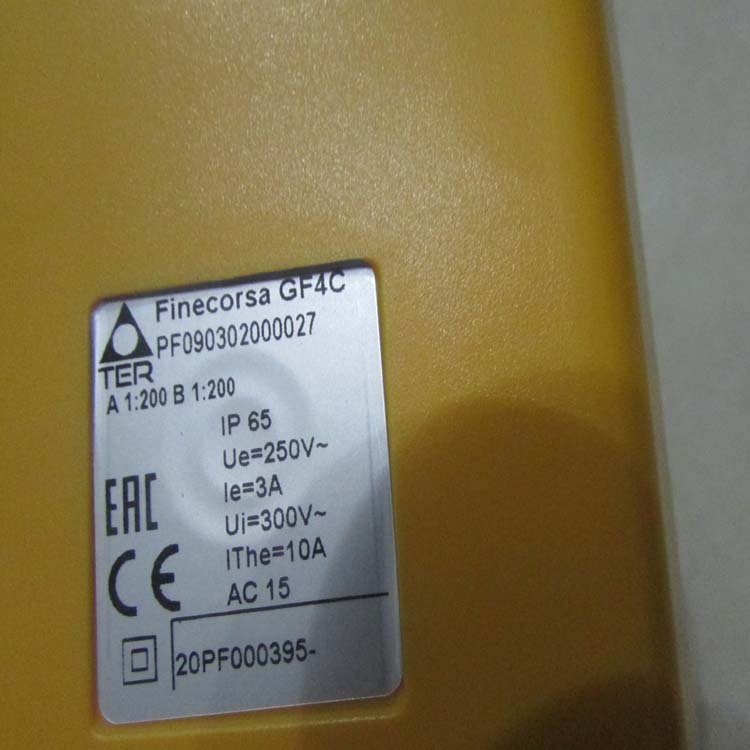 Finecorsa GF4C
PF090302000027
TER
A 1:200 B 1:200
IP 65
Ue=250V~
Ie=3A
Ui=300V~
IThe=10A
AC 15
EAC
CE
20PF000395-